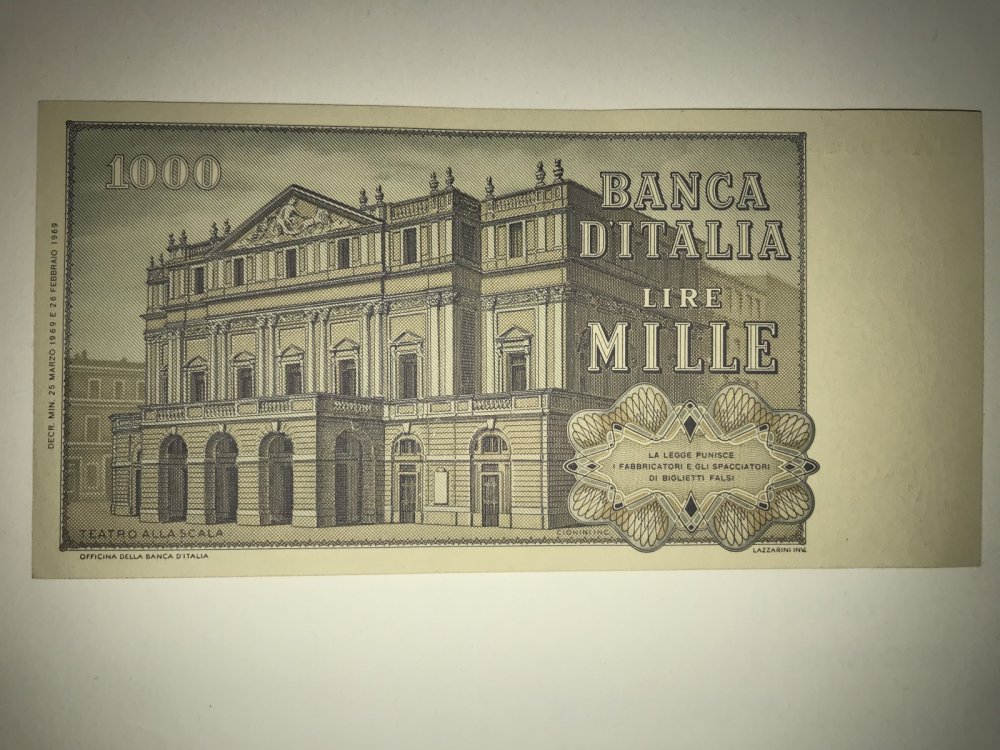 1000
BANCA
D'ITALIA
LIRE
MILLE
DECR. MIN. 25 MARZO 1969 E 26 FEBBRAIO 1969
LA LEGGE PUNISCE
I FABBRICATORI E GLI SPACCIATORI
DI BIGLIETTI FALSI
TEATRO ALLA SCALA
OFFICINA DELLA BANCA D'ITALIA
LAZZARINI INV.